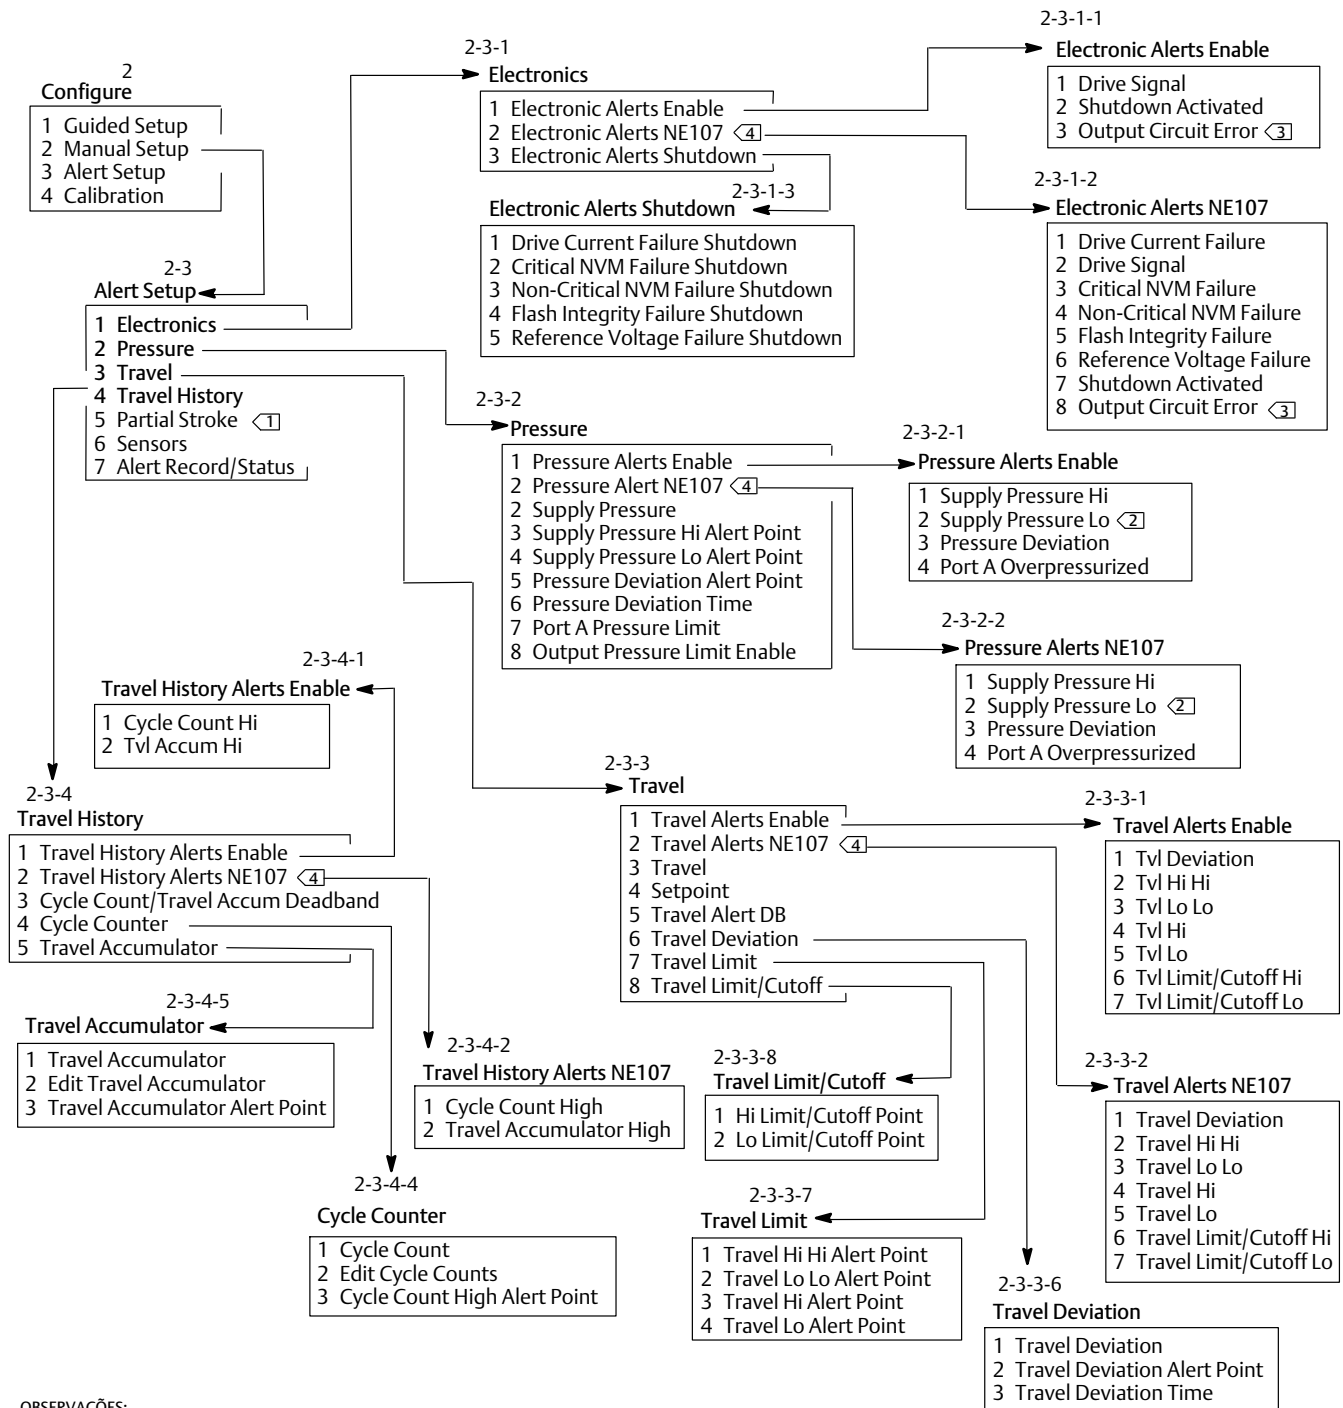 2
Configure
1 Guided Setup
2 Manual Setup
3 Alert Setup
4 Calibration
2-3
Alert Setup
1 Electronics
2 Pressure
3 Travel
4 Travel History
5 Partial Stroke 1
6 Sensors
7 Alert Record/Status
2-3-1
Electronics
1 Electronic Alerts Enable
2 Electronic Alerts NE107 4
3 Electronic Alerts Shutdown
2-3-1-1
Electronic Alerts Enable
1 Drive Signal
2 Shutdown Activated
3 Output Circuit Error 3
2-3-1-2
Electronic Alerts NE107
1 Drive Current Failure
2 Drive Signal
3 Critical NVM Failure
4 Non-Critical NVM Failure
5 Flash Integrity Failure
6 Reference Voltage Failure
7 Shutdown Activated
8 Output Circuit Error 3
2-3-1-3
Electronic Alerts Shutdown
1 Drive Current Failure Shutdown
2 Critical NVM Failure Shutdown
3 Non-Critical NVM Failure Shutdown
4 Flash Integrity Failure Shutdown
5 Reference Voltage Failure Shutdown
2-3-2
Pressure
1 Pressure Alerts Enable
2 Pressure Alert NE107 4
2 Supply Pressure
3 Supply Pressure Hi Alert Point
4 Supply Pressure Lo Alert Point
5 Pressure Deviation Alert Point
6 Pressure Deviation Time
7 Port A Pressure Limit
8 Output Pressure Limit Enable
2-3-2-1
Pressure Alerts Enable
1 Supply Pressure Hi
2 Supply Pressure Lo 2
3 Pressure Deviation
4 Port A Overpressurized
2-3-2-2
Pressure Alerts NE107
1 Supply Pressure Hi
2 Supply Pressure Lo 2
3 Pressure Deviation
4 Port A Overpressurized
2-3-4-1
Travel History Alerts Enable
1 Cycle Count Hi
2 Tvl Accum Hi
2-3-4
Travel History
1 Travel History Alerts Enable
2 Travel History Alerts NE107 4
3 Cycle Count/Travel Accum Deadband
4 Cycle Counter
5 Travel Accumulator
2-3-4-5
Travel Accumulator
1 Travel Accumulator
2 Edit Travel Accumulator
3 Travel Accumulator Alert Point
2-3-4-2
Travel History Alerts NE107
1 Cycle Count High
2 Travel Accumulator High
2-3-4-4
Cycle Counter
1 Cycle Count
2 Edit Cycle Counts
3 Cycle Count High Alert Point
2-3-3
Travel
1 Travel Alerts Enable
2 Travel Alerts NE107 4
3 Travel
4 Setpoint
5 Travel Alert DB
6 Travel Deviation
7 Travel Limit
8 Travel Limit/Cutoff
2-3-3-1
Travel Alerts Enable
1 Tvl Deviation
2 Tvl Hi Hi
3 Tvl Lo Lo
4 Tvl Hi
5 Tvl Lo
6 Tvl Limit/Cutoff Hi
7 Tvl Limit/Cutoff Lo
2-3-3-2
Travel Alerts NE107
1 Travel Deviation
2 Travel Hi Hi
3 Travel Lo Lo
4 Travel Hi
5 Travel Lo
6 Travel Limit/Cutoff Hi
7 Travel Limit/Cutoff Lo
2-3-3-8
Travel Limit/Cutoff
1 Hi Limit/Cutoff Point
2 Lo Limit/Cutoff Point
2-3-3-7
Travel Limit
1 Travel Hi Hi Alert Point
2 Travel Lo Lo Alert Point
3 Travel Hi Alert Point
4 Travel Lo Alert Point
2-3-3-6
Travel Deviation
1 Travel Deviation
2 Travel Deviation Alert Point
3 Travel Deviation Time
OBSERVAÇÕES: